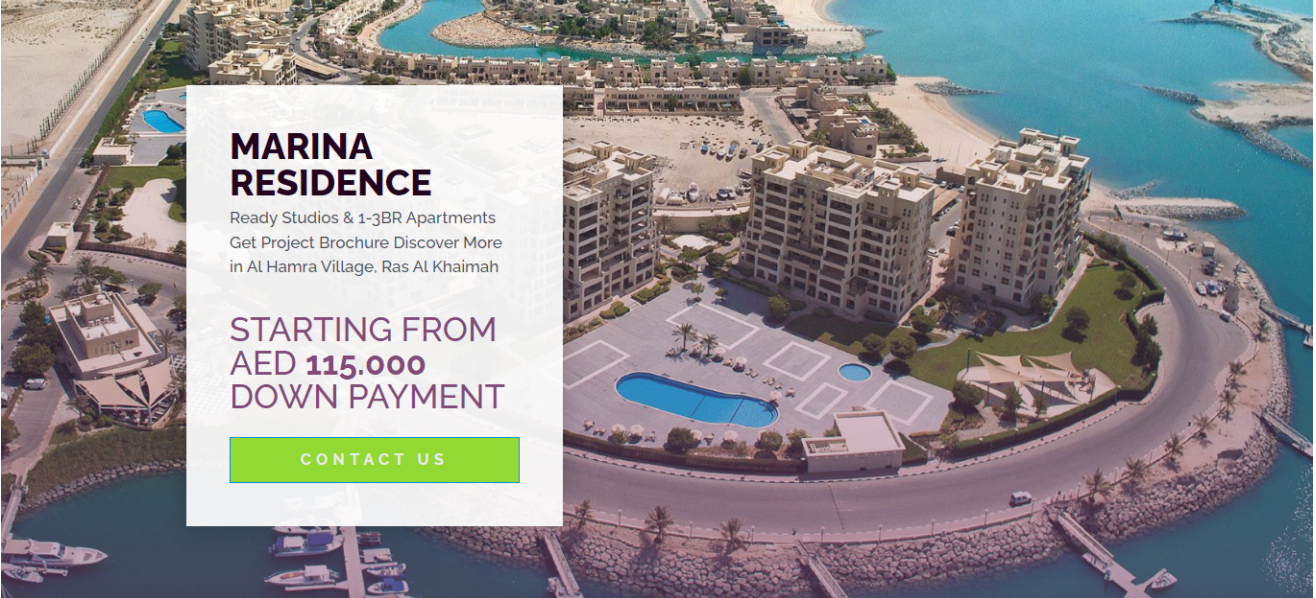 MARINA
RESIDENCE
Ready Studios & 1-3BR Apartments
Get Project Brochure Discover More
in Al Hamra Village, Ras Al Khaimah
STARTING FROM
AED 115.000
DOWN PAYMENT
CONTACT US